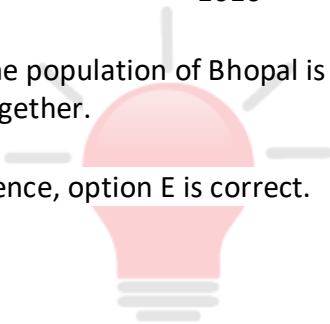 he population of Bhopal is
gether.
ence, option E is correct.